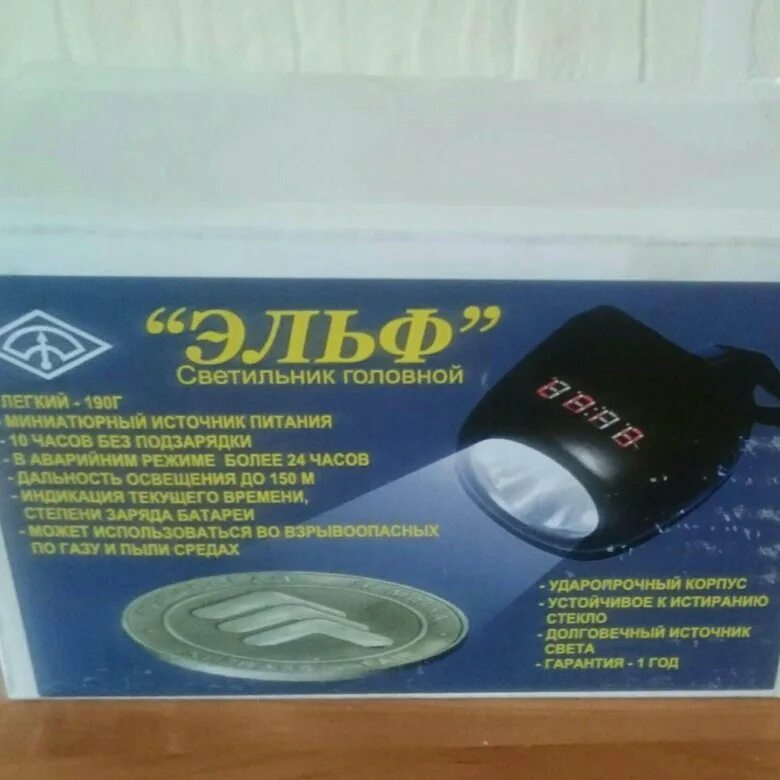 “ЭЛЬФ”
Светильник головной
ЛЕГКИЙ - 190Г
МИНИАТЮРНЫЙ ИСТОЧНИК ПИТАНИЯ
- 10 ЧАСОВ БЕЗ ПОДЗАРЯДКИ
В АВАРИЙНИМ РЕЖИМЕ БОЛЕЕ 24 ЧАСОВ
- ДАЛЬНОСТЬ ОСВЕЩЕНИЯ ДО 150 М
- ИНДИКАЦИЯ ТЕКУЩЕГО ВРЕМЕНИ,
СТЕПЕНИ ЗАРЯДА БАТАРЕИ
- МОЖЕТ ИСПОЛЬЗОВАТЬСЯ ВО ВЗРЫВООПАСНЫХ
ПО ГАЗУ И ПЫЛИ СРЕДАХ
- УДАРОПРОЧНЫЙ КОРПУС
- УСТОЙЧИВОЕ К ИСТИРАНИЮ
СТЕКЛО
- ДОЛГОВЕЧНЫЙ ИСТОЧНИК
СВЕТА
- ГАРАНТИЯ - 1 ГОД